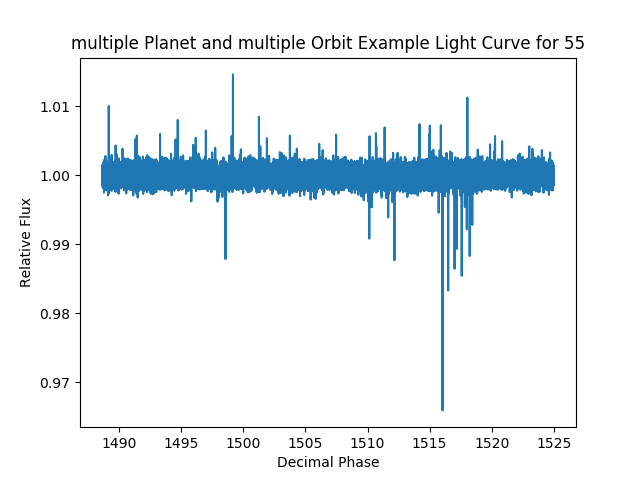 multiple Planet and multiple Orbit Example Light Curve for 55
1.01
1.00
0.99
0.98
0.97
Relative Flux
1490 1495 1500 1505 1510 1515 1520 1525
Decimal Phase